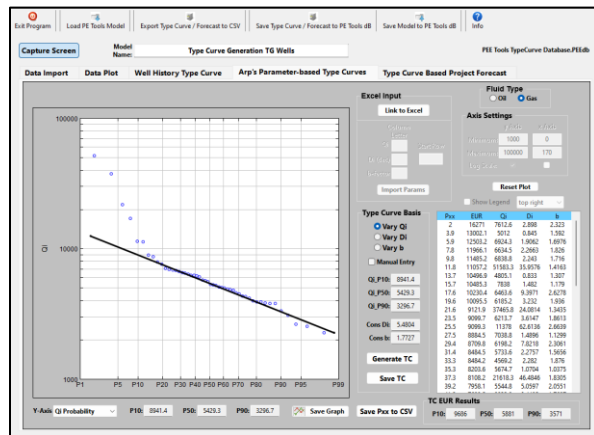 Exit Program Load PE Tools Model Export Type Curve / Forecast to CSV Save Type Curve / Forecast to PE Tools dB Save Model to PE Tools dB Info
Capture Screen Model Name: Type Curve Generation TG Wells PEE Tools TypeCurve Database.PEEdb
Data Import Data Plot Well History Type Curve Arp's Parameter-based Type Curves Type Curve Based Project Forecast
Excel Input
Link to Excel
Column
Import Params
Fluid Type
Oil Gas
Axis Settings
Y Axis X Axis
Minimum 1000 0
Maximum 100000 170
Log Scale
Reset Plot
Show Legend top right
Type Curve Basis
Vary Qi
Vary Di
Vary b
Manual Entry
Qi_P10: 8941.4
Qi_P50: 5429.3
Qi_P90: 3296.7
Cons Di: 5.4804
Cons b: 1.7727
Generate TC
Save TC
Pxx EUR Qi Di b
2 16271 7612.6 2.898 2.323
3.9 13002.1 5012 0.845 1.582
5.9 12503.2 6924.3 1.9062 1.6976
7.8 11966.1 6634.5 2.2663 1.826
9.8 11485.2 6838.8 2.243 1.716
11.8 11057.2 51583.3 35.9576 1.4163
13.7 10496.9 4805.1 0.833 1.307
15.7 10485.3 7838 1.482 1.179
17.6 10230.4 6463.6 9.3971 2.6278
19.6 10095.5 6185.2 3.232 1.936
21.6 9121.9 37465.8 24.0814 1.3435
23.5 9099.7 6213.7 3.6147 1.8613
25.5 9099.3 11378 62.6136 2.6639
27.5 8884.5 7038.8 1.4896 1.1299
29.4 8709.8 6198.2 7.8218 2.3061
31.4 8484.5 5733.6 2.2757 1.5656
33.3 8484.2 4569.2 2.282 1.876
35.3 8203.6 5674.7 1.0704 1.0375
37.3 8108.2 21618.3 46.4846 1.8305
39.2 7958.1 5544.8 5.0597 2.0551
100000
10000
1000
Qi
P1 P5 P10 P20 P30 P40 P50 P60 P70 P80 P90 P95 P99
Y-Axis Qi Probability P10: 8941.4 P50: 5429.3 P90: 3296.7 Save Graph Save Pxx to CSV
TC EUR Results
P10: 9686 P50: 5881 P90: 3571